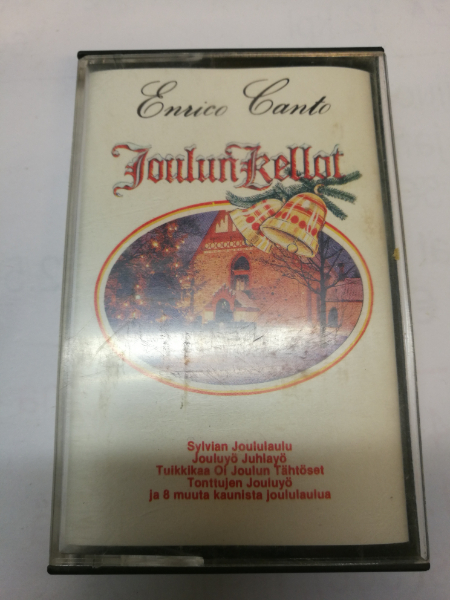 Enrico Canto
Joulun Kellot
Sylvian Joululaulu
Jouluyö Juhlayö
Tuikkikaa Oi Joulun Tähtöset
Tonttujen Jouluyö
ja 8 muuta kaunista joululaulua